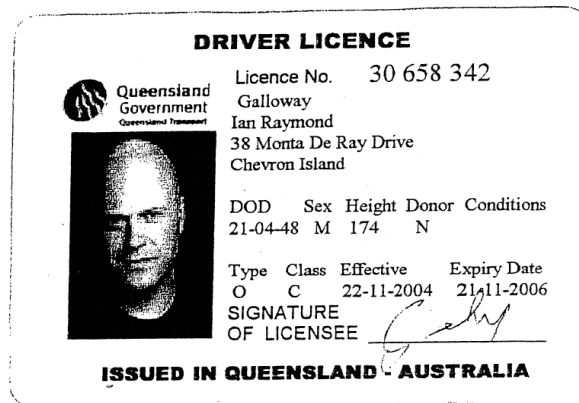 DRIVER LICENCE
Licence No. 30 658 342
Queensland
Government
Queensland Transport
Galloway
Ian Raymond
38 Monta De Ray Drive
Chevron Island
DOD Sex Height Donor Conditions
21-04-48 M 174 N
Type Class Effective Expiry Date
O C 22-11-2004 21-11-2006
SIGNATURE
OF LICENSEE
ISSUED IN QUEENSLAND - AUSTRALIA